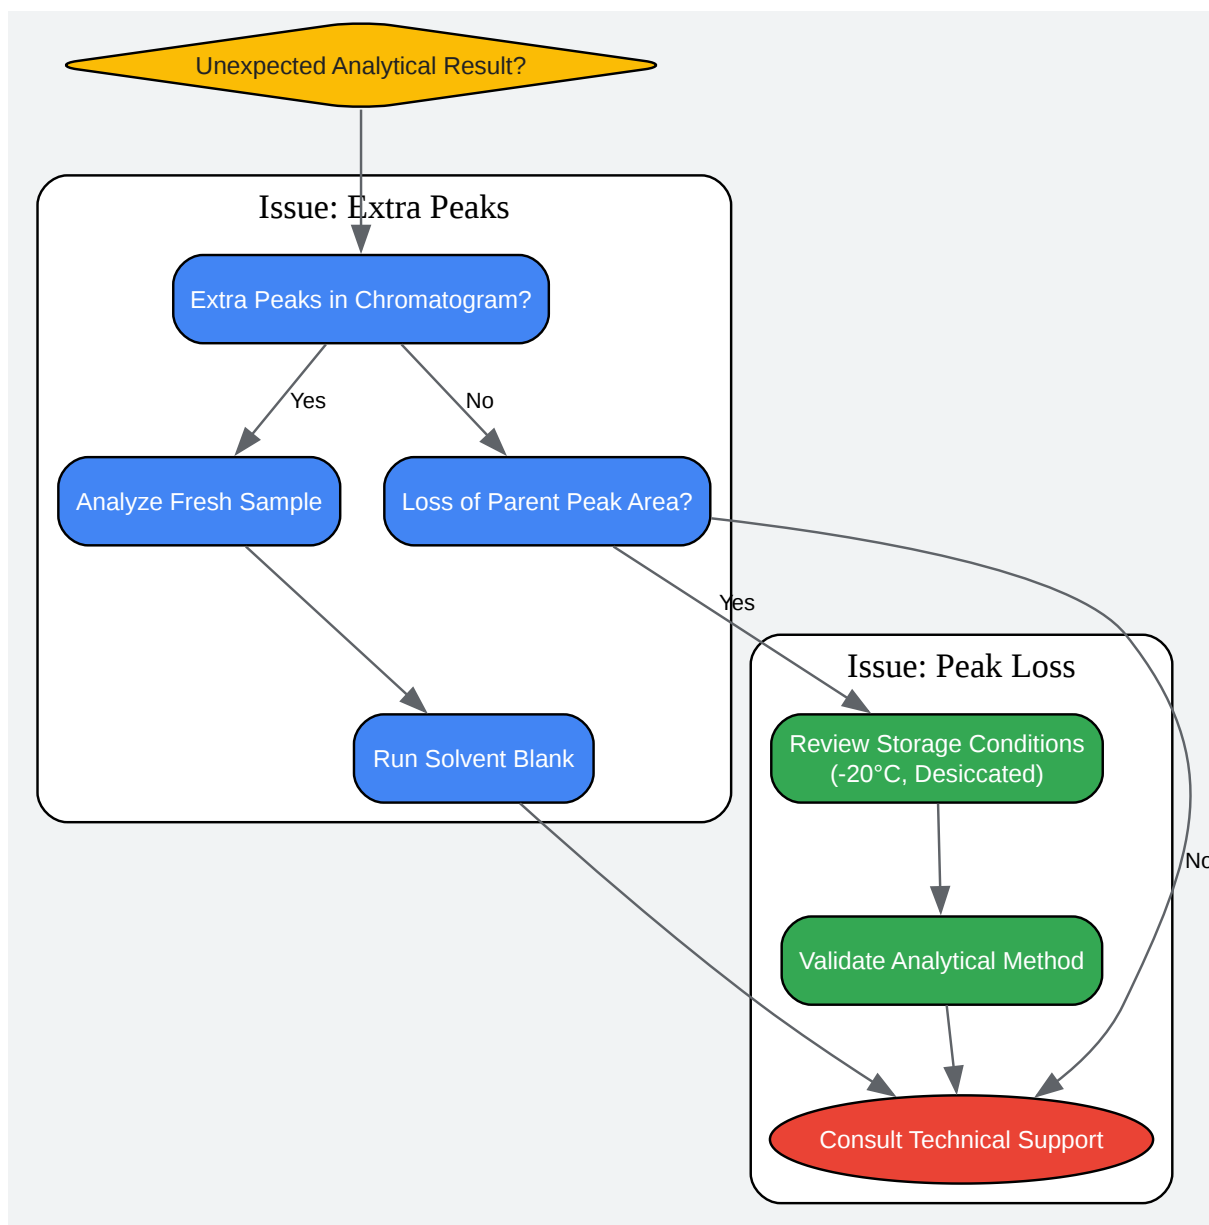 Unexpected Analytical Result?
Issue: Extra Peaks
Extra Peaks in Chromatogram?
Yes
No
Analyze Fresh Sample
Loss of Parent Peak Area?
Yes
Issue: Peak Loss
Run Solvent Blank
Review Storage Conditions
(-20°C, Desiccated)
No
Validate Analytical Method
Consult Technical Support